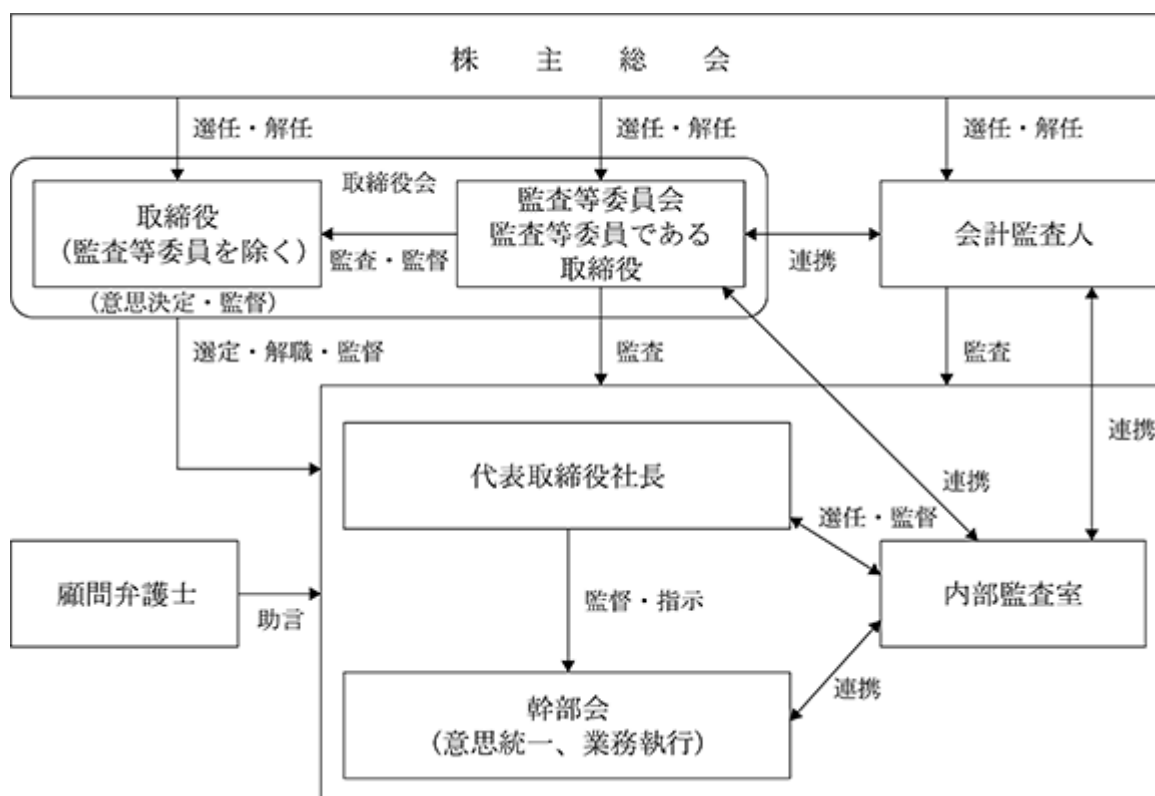 株主総会
選任・解任
選任・解任
選任・解任
取締役会
取締役
(監査等委員を除く)
監査・監督
監査等委員会
監査等委員である
取締役
連携
会計監査人
(意思決定・監督)
選定・解職・監督
監査
監査
連携
代表取締役社長
連携
選任・監督
顧問弁護士
助言
監督・指示
内部監査室
幹部会
(意思統一、業務執行)
連携